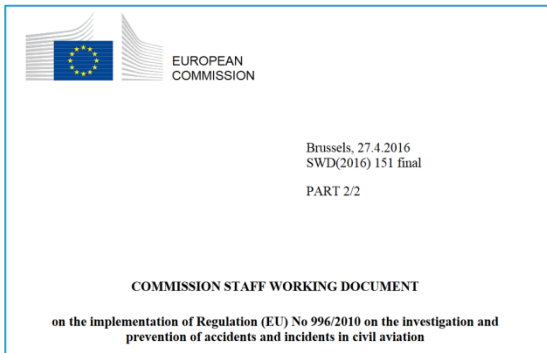 EUROPEAN
COMMISSION
Brussels, 27.4.2016
SWD(2016) 151 final
PART 2/2
COMMISSION STAFF WORKING DOCUMENT
on the implementation of Regulation (EU) No 996/2010 on the investigation and
prevention of accidents and incidents in civil aviation